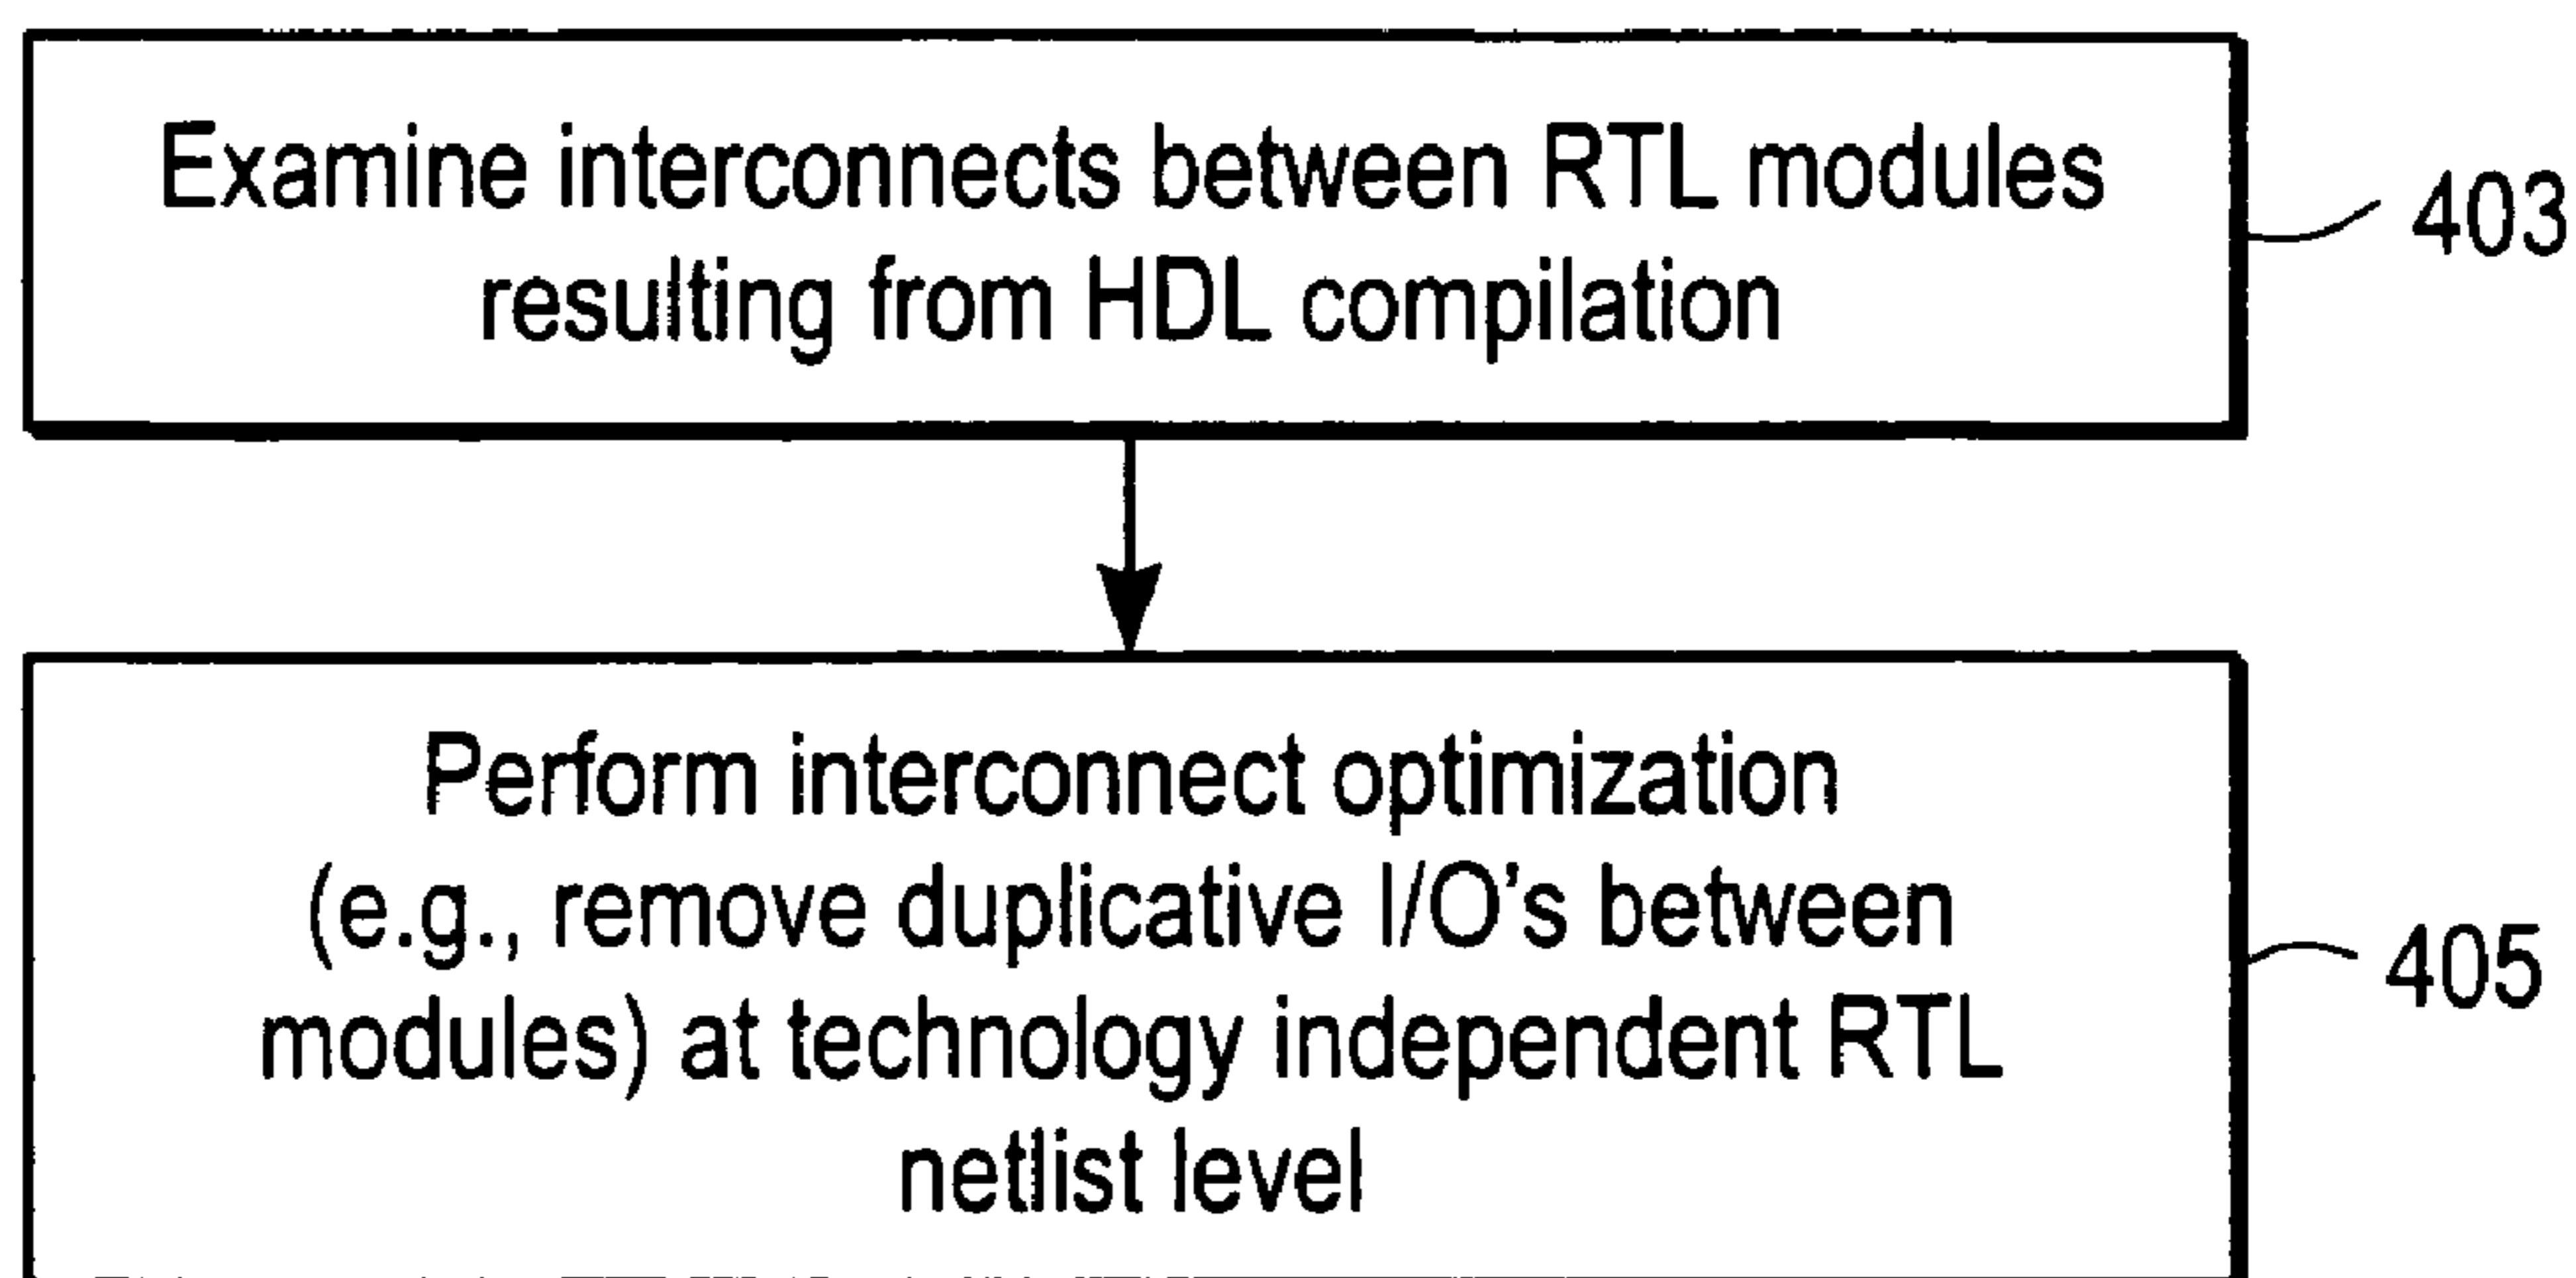 Examine interconnects between RTL modules
resulting from HDL compilation
403
Perform interconnect optimization
(e.g., remove duplicative I/O's between
modules) at technology independent RTL
netlist level
405